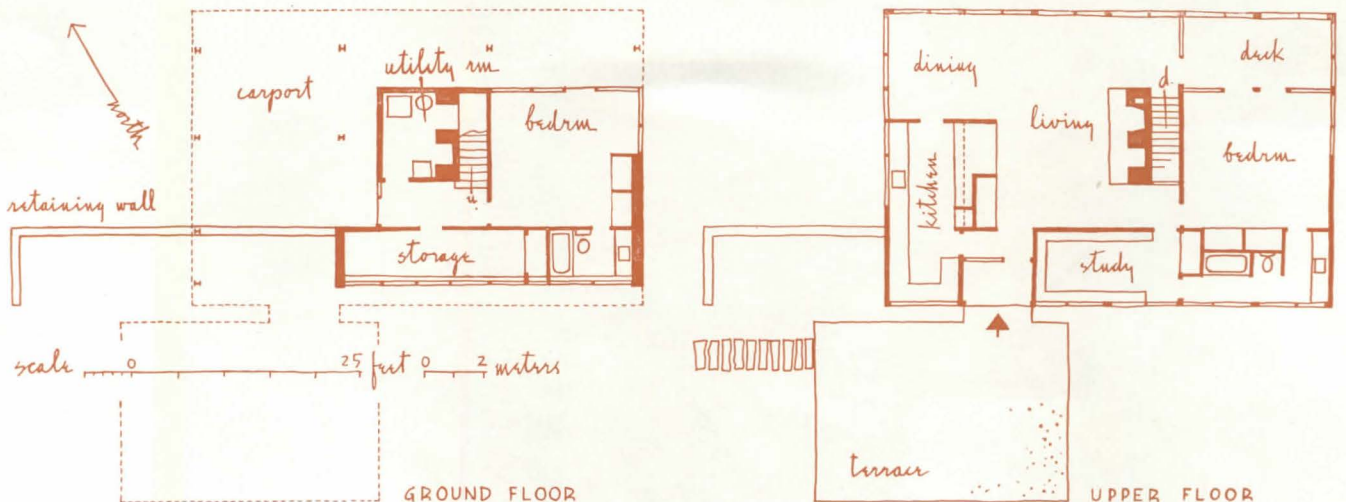 north
carport
utility rm
bedrm
retaining wall
storage
scale 0 25 feet 0 2 meters
GROUND FLOOR
dining
deck
d.
living
bedrm
kitchen
study
terrace
UPPER FLOOR